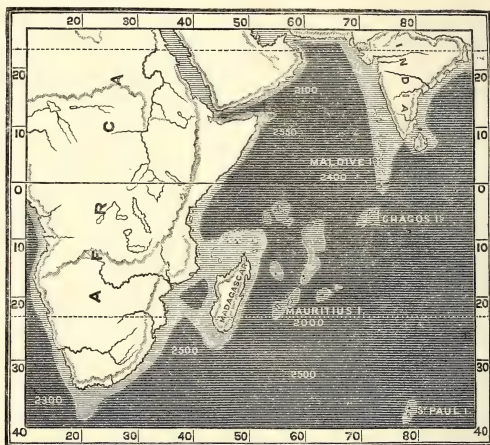 20 30 40 50 60 70 80
20 20
10 10
0 0
10 10
20 20
30 30
40 40
20 30 40 50 60 70 80
AFRICA
INDIA
2100
2550
MALDIVE I.
2400
CHAGOS Is
MADAGASCAR
MAURITIUS I.
2000
2500
2500
2300
St PAUL I.